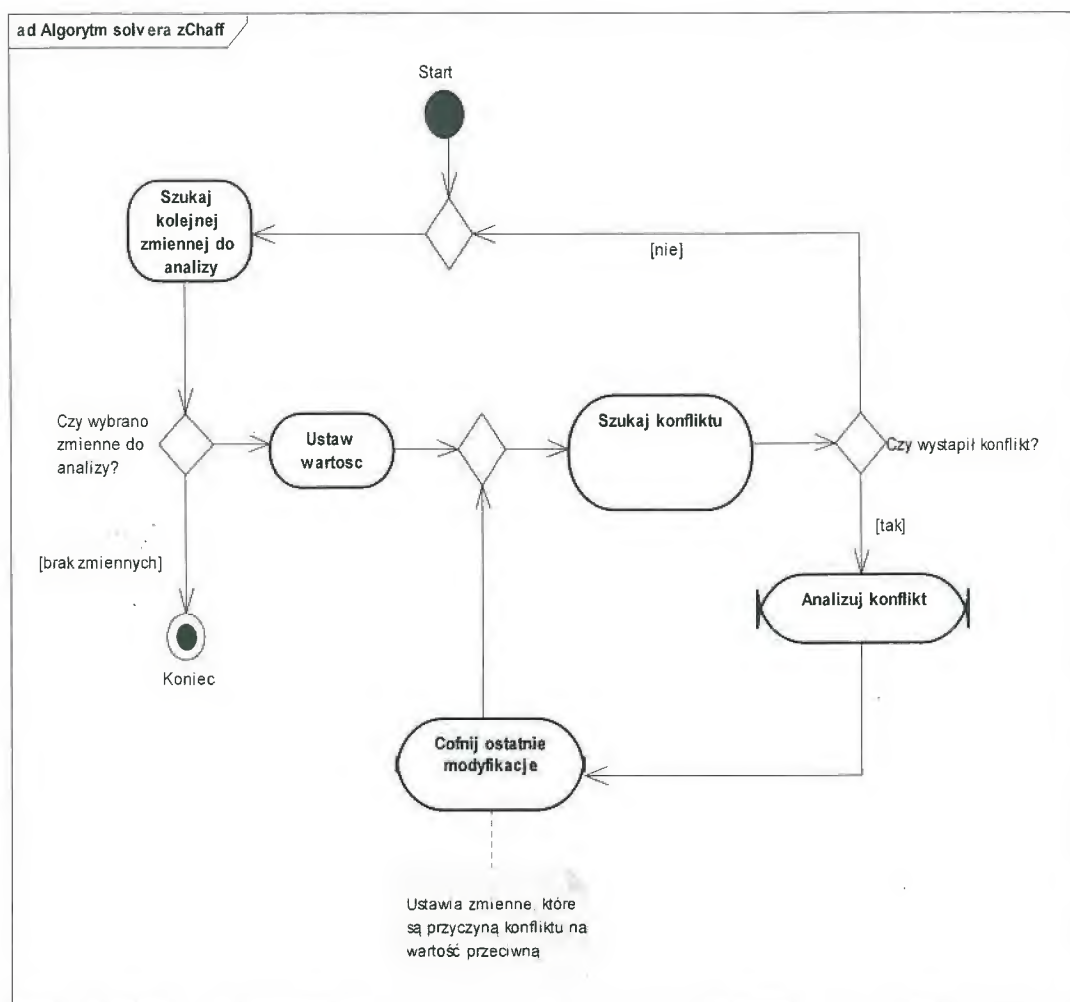 ad Algorytm solvera zChaff
Start
Szukaj
kolejnej
zmiennej do
analizy
[nie]
Czy wybrano
zmienne do
analizy?
Ustaw
wartosc
Szukaj konfliktu
Czy wystapił konflikt?
[tak]
[brak zmiennych]
Analizuj konflikt
Koniec
Cofnij ostatnie
modyfikacje
Ustawia zmienne, które
są przyczyną konfliktu na
wartość przeciwną